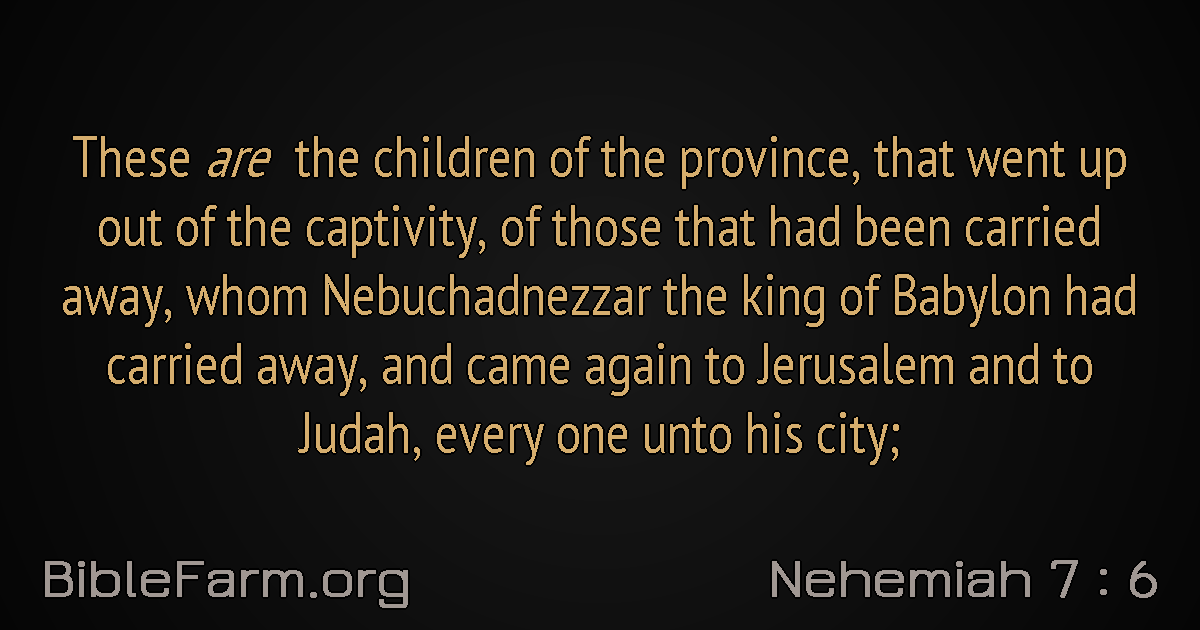 These are the children of the province, that went up
out of the captivity, of those that had been carried
away, whom Nebuchadnezzar the king of Babylon had
carried away, and came again to Jerusalem and to
Judah, every one unto his city;
BibleFarm.org
Nehemiah 7 : 6